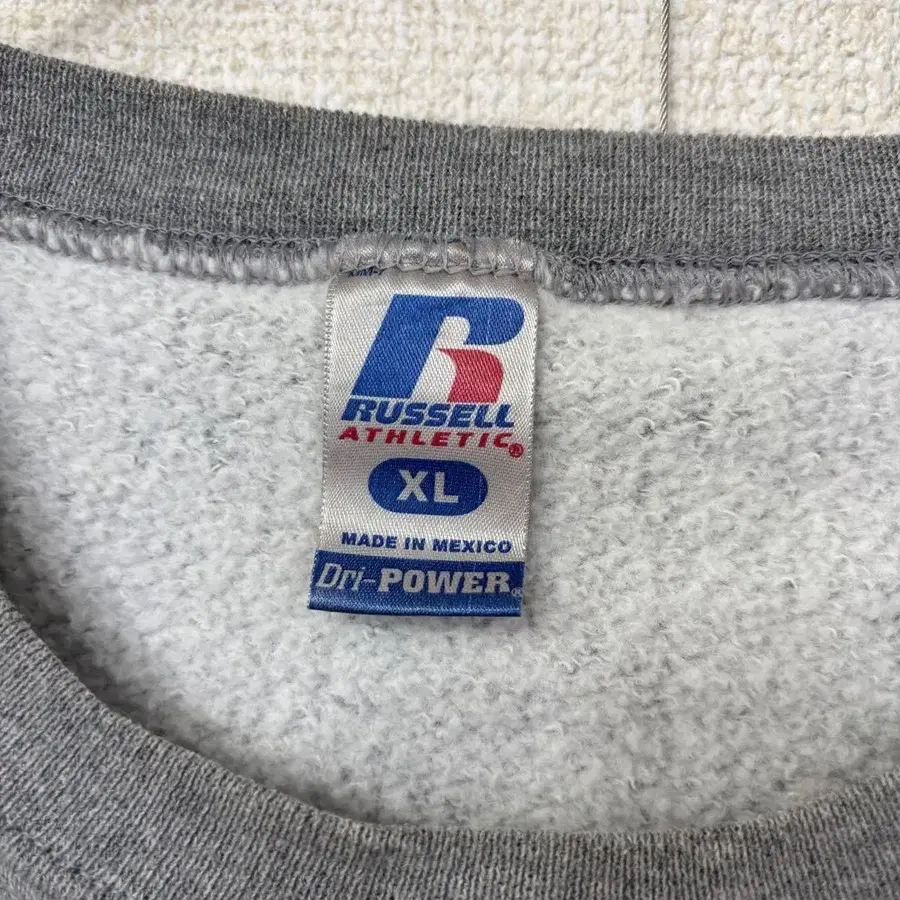 RUSSELL
ATHLETIC®
XL
MADE IN MEXICO
Dri-POWER®